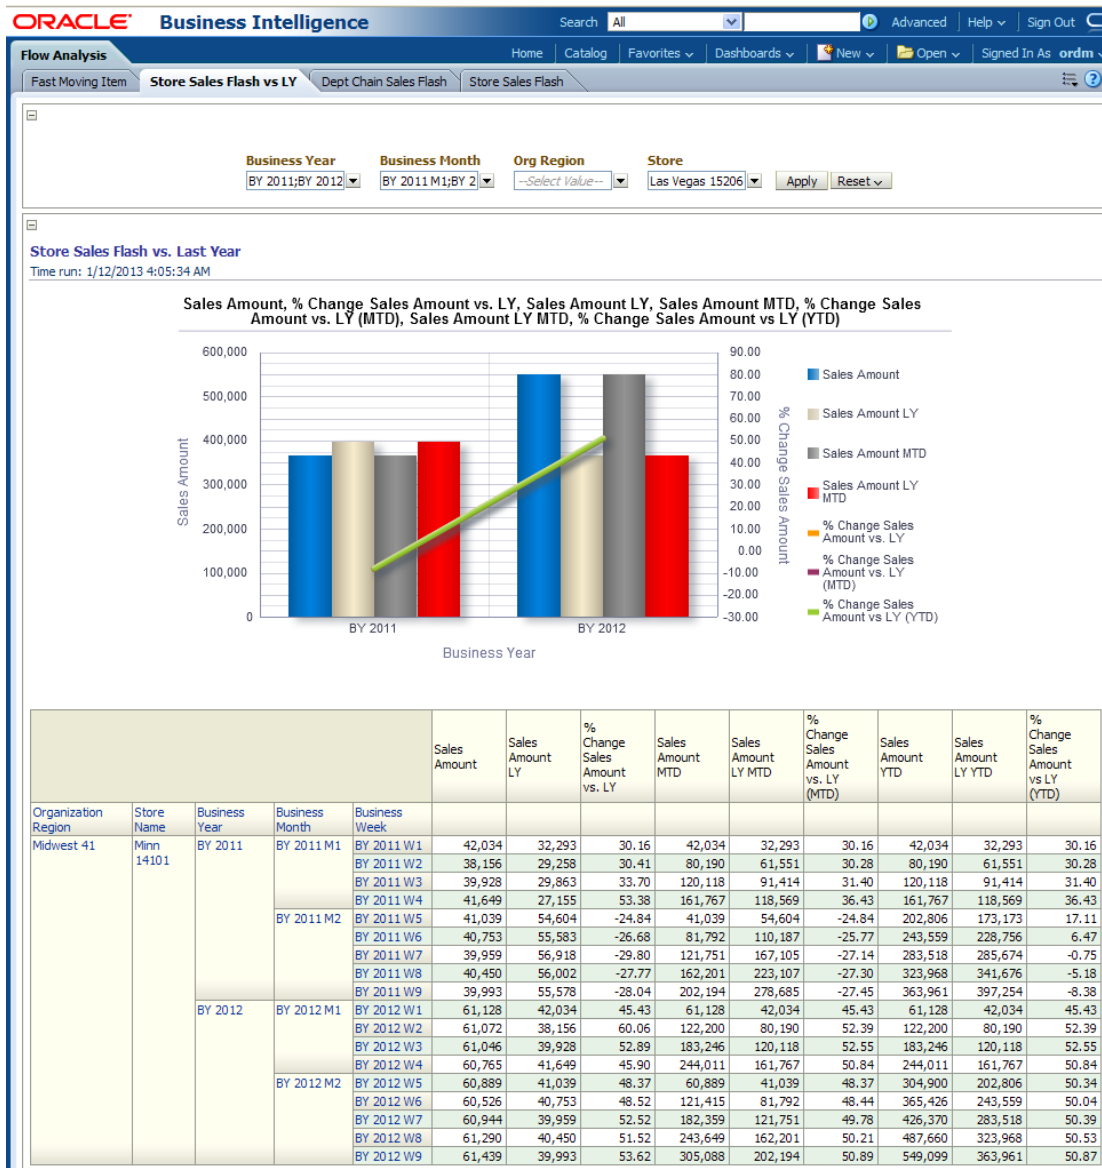 ORACLE Business Intelligence Search All Advanced Help Sign Out
Flow Analysis Home Catalog Favorites Dashboards New Open Signed In As ordm
Fast Moving Item Store Sales Flash vs LY Dept Chain Sales Flash Store Sales Flash
Business Year Business Month Org Region Store
BY 2011;BY 2012 BY 2011 M1;BY 2 --Select Value-- Las Vegas 15206 Apply Reset
Store Sales Flash vs. Last Year
Time run: 1/12/2013 4:05:34 AM
Sales Amount, % Change Sales Amount vs. LY, Sales Amount LY, Sales Amount MTD, % Change Sales
Amount vs. LY (MTD), Sales Amount LY MTD, % Change Sales Amount vs LY (YTD)
Sales Amount
600,000
500,000
400,000
300,000
200,000
100,000
0
BY 2011 BY 2012
Business Year
90.00
80.00
70.00
60.00
50.00
40.00
30.00
20.00
10.00
0.00
-10.00
-20.00
-30.00
% Change Sales Amount
Sales Amount
Sales Amount LY
Sales Amount MTD
Sales Amount LY
MTD
% Change Sales
Amount vs. LY
% Change Sales
Amount vs. LY
(MTD)
% Change Sales
Amount vs LY (YTD)
Sales Amount
Sales Amount LY
% Change Sales Amount vs. LY
Sales Amount MTD
Sales Amount LY MTD
% Change Sales Amount vs. LY (MTD)
Sales Amount YTD
Sales Amount LY YTD
% Change Sales Amount vs LY (YTD)
Organization Region Store Name Business Year Business Month Business Week
Midwest 41 Minn 14101 BY 2011 BY 2011 M1 BY 2011 W1 42,034 32,293 30.16 42,034 32,293 30.16 42,034 32,293 30.16
BY 2011 W2 38,156 29,258 30.41 80,190 61,551 30.28 80,190 61,551 30.28
BY 2011 W3 39,928 29,863 33.70 120,118 91,414 31.40 120,118 91,414 31.40
BY 2011 W4 41,649 27,155 53.38 161,767 118,569 36.43 161,767 118,569 36.43
BY 2011 M2 BY 2011 W5 41,039 54,604 -24.84 41,039 54,604 -24.84 202,806 173,173 17.11
BY 2011 W6 40,753 55,583 -26.68 81,792 110,187 -25.77 243,559 228,756 6.47
BY 2011 W7 39,959 56,918 -29.80 121,751 167,105 -27.14 283,518 285,674 -0.75
BY 2011 W8 40,450 56,002 -27.77 162,201 223,107 -27.30 323,968 341,676 -5.18
BY 2011 W9 39,993 55,578 -28.04 202,194 278,685 -27.45 363,961 397,254 -8.38
BY 2012 BY 2012 M1 BY 2012 W1 61,128 42,034 45.43 61,128 42,034 45.43 61,128 42,034 45.43
BY 2012 W2 61,072 38,156 60.06 122,200 80,190 52.39 122,200 80,190 52.39
BY 2012 W3 61,046 39,928 52.89 183,246 120,118 52.55 183,246 120,118 52.55
BY 2012 W4 60,765 41,649 45.90 244,011 161,767 50.84 244,011 161,767 50.84
BY 2012 M2 BY 2012 W5 60,889 41,039 48.37 60,889 41,039 48.37 304,900 202,806 50.34
BY 2012 W6 60,526 40,753 48.52 121,415 81,792 48.44 365,426 243,559 50.04
BY 2012 W7 60,944 39,959 52.52 182,359 121,751 49.78 426,370 283,518 50.39
BY 2012 W8 61,290 40,450 51.52 243,649 162,201 50.21 487,660 323,968 50.53
BY 2012 W9 61,439 39,993 53.62 305,088 202,194 50.89 549,099 363,961 50.87